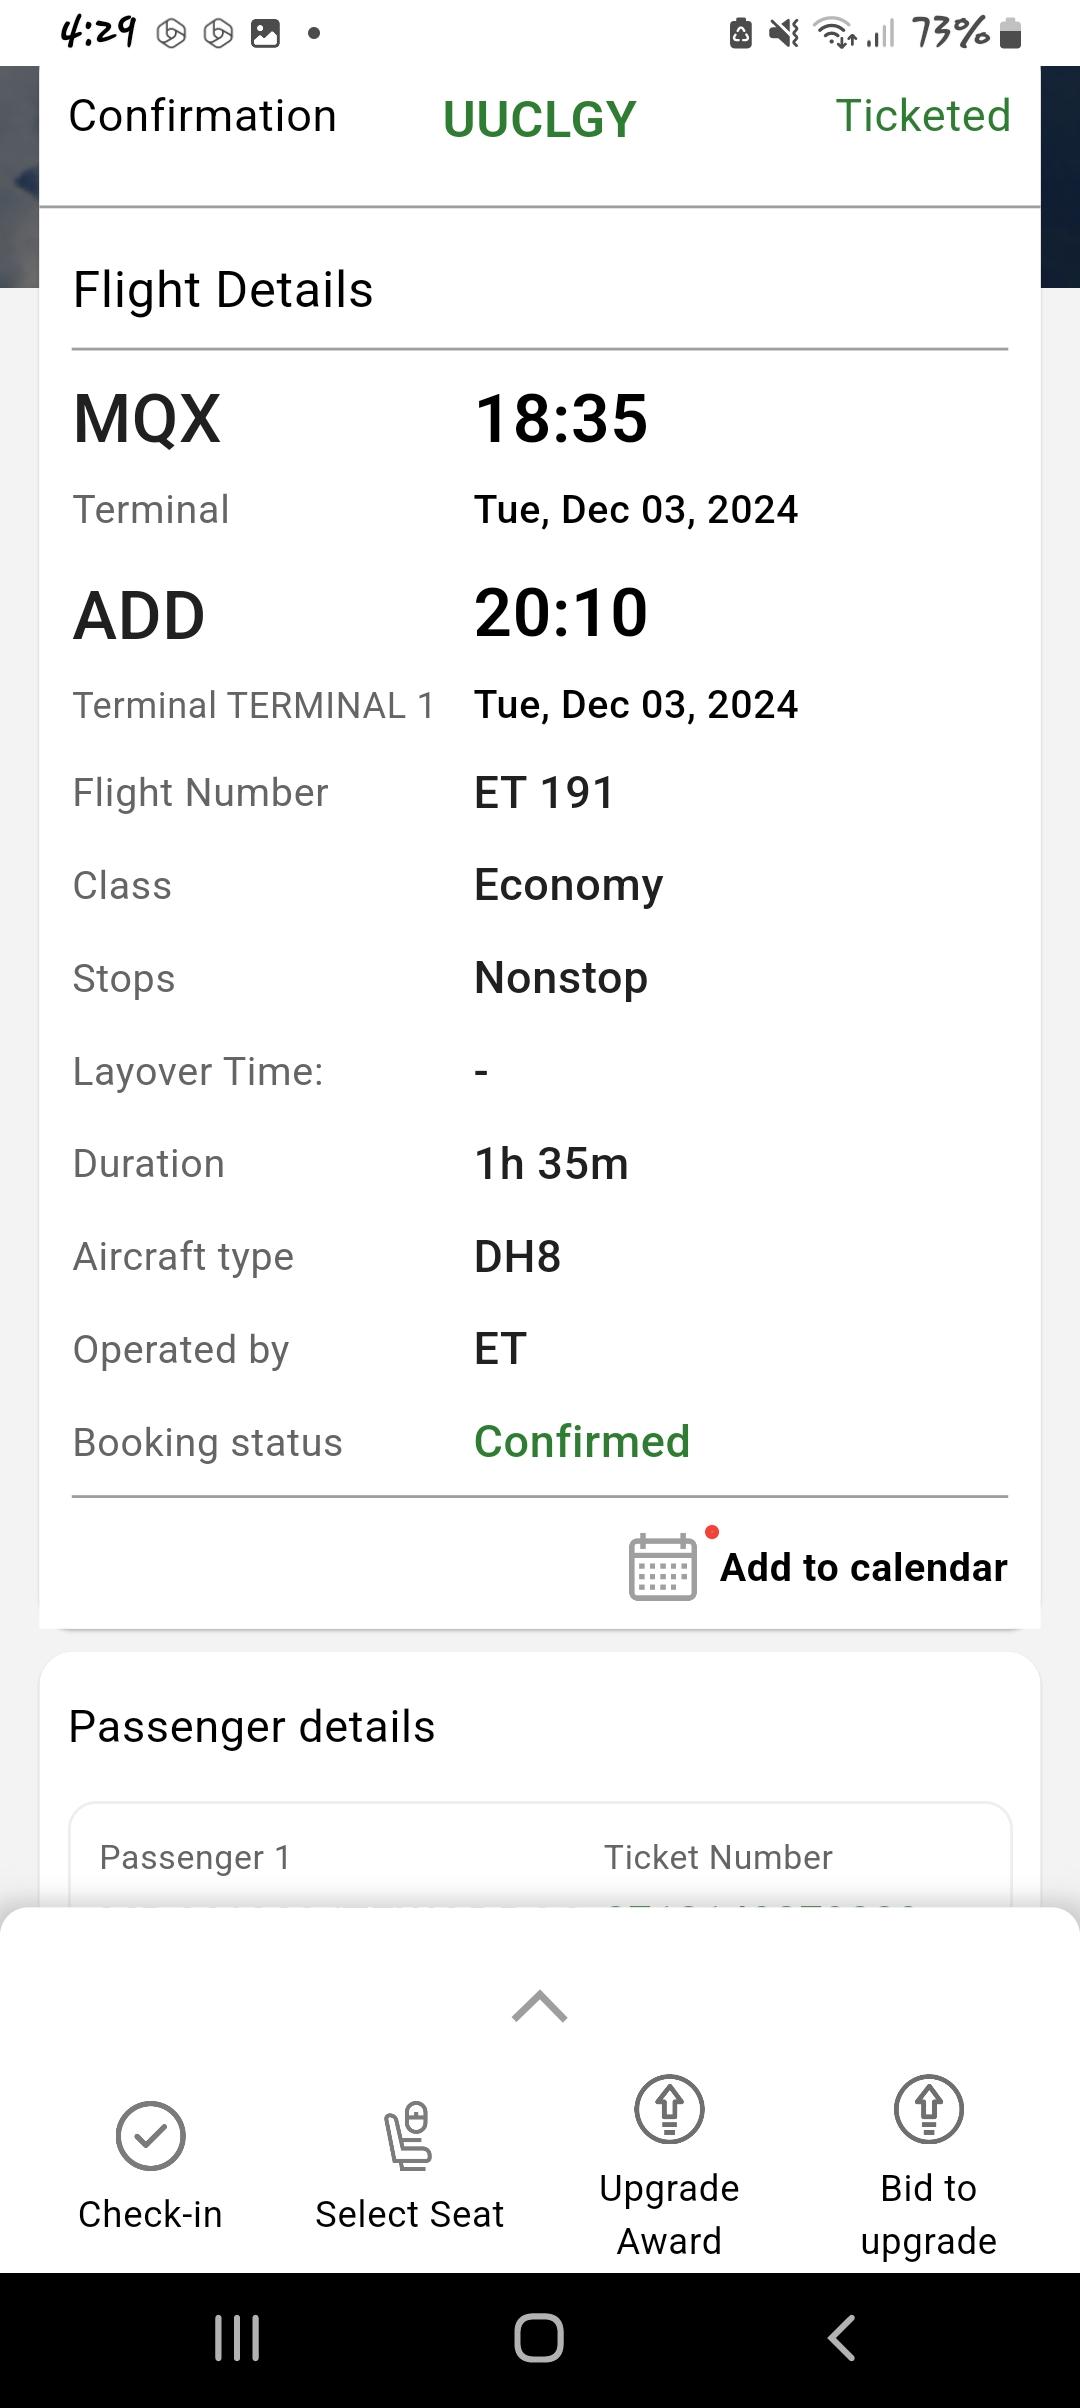 4:29 73%
Confirmation UUCLGY Ticketed
Flight Details
MQX 18:35
Terminal Tue, Dec 03, 2024
ADD 20:10
Terminal TERMINAL 1 Tue, Dec 03, 2024
Flight Number ET 191
Class Economy
Stops Nonstop
Layover Time: -
Duration 1h 35m
Aircraft type DH8
Operated by ET
Booking status Confirmed
Add to calendar
Passenger details
Passenger 1 Ticket Number
Check-in Select Seat Upgrade Award Bid to upgrade